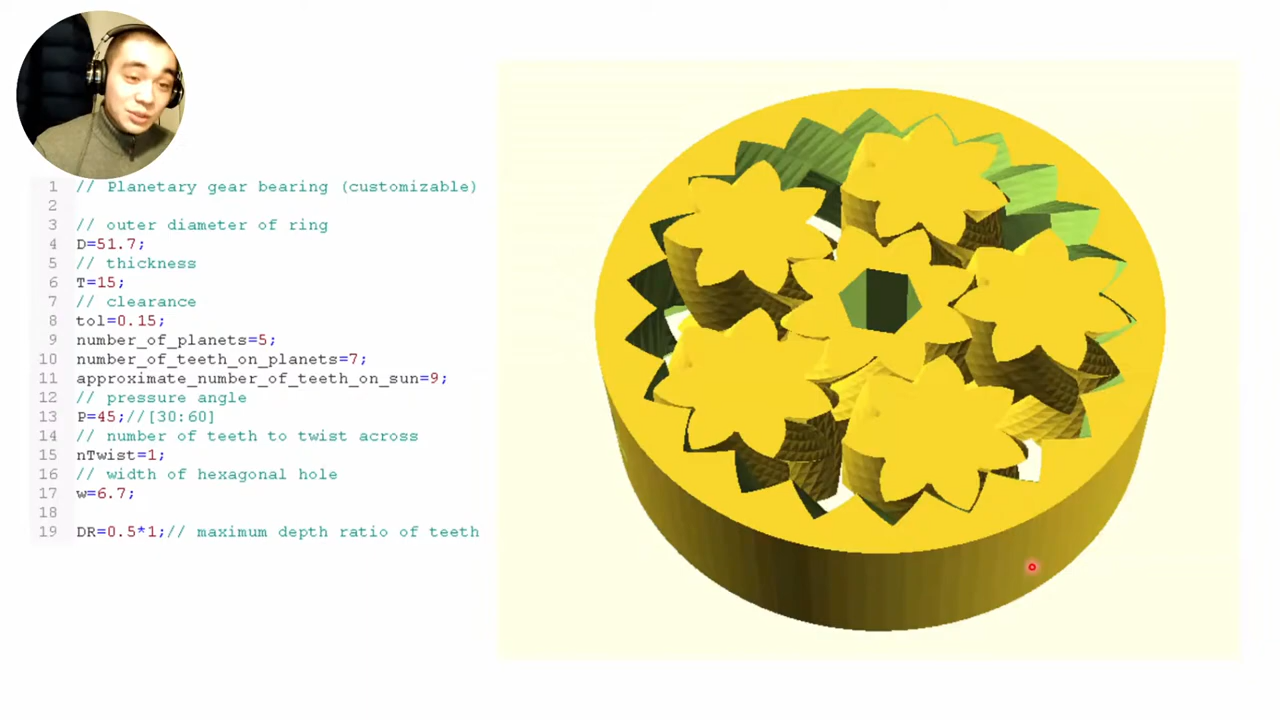 1 // Planetary gear bearing (customizable)
2
3 // outer diameter of ring
4 D=51.7;
5 // thickness
6 T=15;
7 // clearance
8 tol=0.15;
9 number_of_planets=5;
10 number_of_teeth_on_planets=7;
11 approximate_number_of_teeth_on_sun=9;
12 // pressure angle
13 P=45;//[30:60]
14 // number of teeth to twist across
15 nTwist=1;
16 // width of hexagonal hole
17 w=6.7;
18
19 DR=0.5*1;// maximum depth ratio of teeth